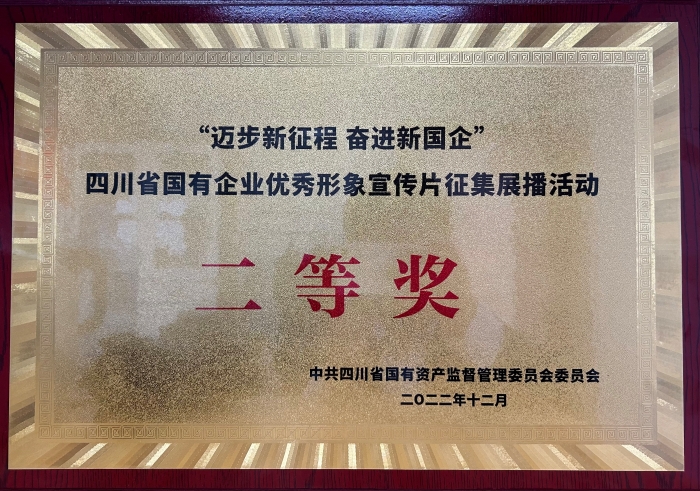 “迈步新征程 奋进新国企”
四川省国有企业优秀形象宣传片征集展播活动
二等奖
中共四川省国有资产监督管理委员会委员会
二〇二二年十二月